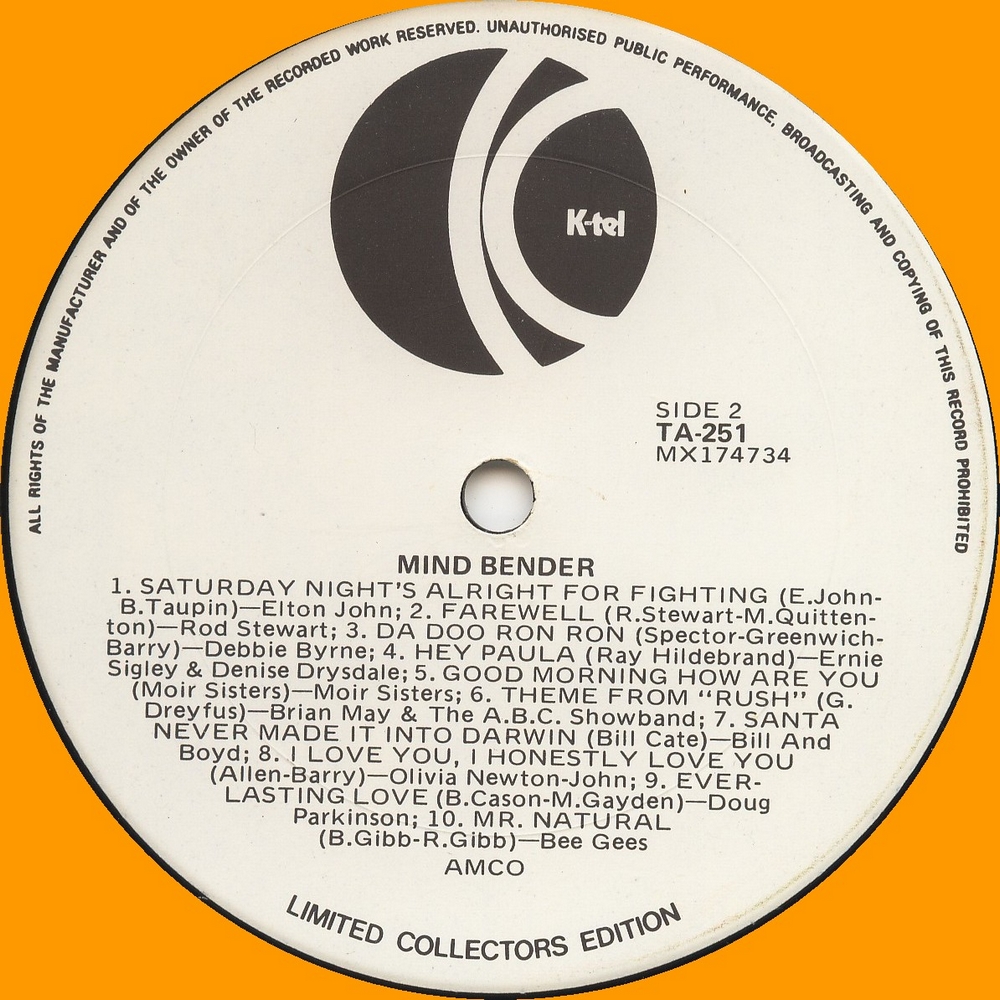 ALL RIGHTS OF THE MANUFACTURER AND OF THE OWNER OF THE RECORDED WORK RESERVED. UNAUTHORISED PUBLIC PERFORMANCE, BROADCASTING AND COPYING OF THIS RECORD PROHIBITED
K-tel
SIDE 2
TA-251
MX174734
MIND BENDER
1. SATURDAY NIGHT'S ALRIGHT FOR FIGHTING (E.John-
B.Taupin)—Elton John; 2. FAREWELL (R.Stewart-M.Quitten-
ton)—Rod Stewart; 3. DA DOO RON RON (Spector-Greenwich-
Barry)—Debbie Byrne; 4. HEY PAULA (Ray Hildebrand)—Ernie
Sigley & Denise Drysdale; 5. GOOD MORNING HOW ARE YOU
(Moir Sisters)—Moir Sisters; 6. THEME FROM “RUSH” (G.
Dreyfus)—Brian May & The A.B.C. Showband; 7. SANTA
NEVER MADE IT INTO DARWIN (Bill Cate)—Bill And
Boyd; 8. I LOVE YOU, I HONESTLY LOVE YOU
(Allen-Barry)—Olivia Newton-John; 9. EVER-
LASTING LOVE (B.Cason-M.Gayden)—Doug
Parkinson; 10. MR. NATURAL
(B.Gibb-R.Gibb)—Bee Gees
AMCO
LIMITED COLLECTORS EDITION